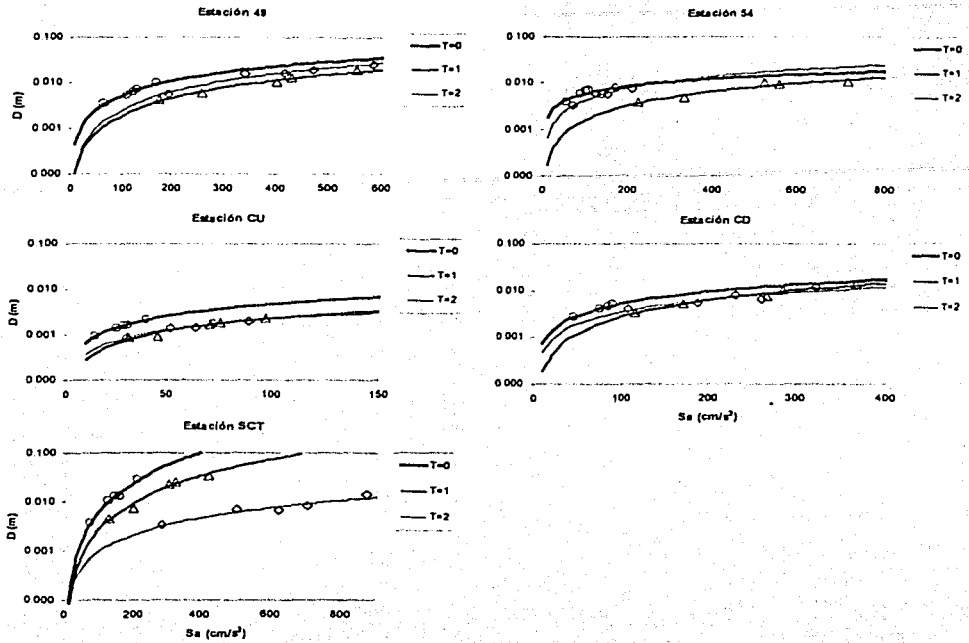 Estación 49
0.100
0.010
0.001
0.000
D (m)
0 100 200 300 400 500 600
T=0
T=1
T=2
Estación 54
0.100
0.010
0.001
0.000
0 200 400 600 800
T=0
T=1
T=2
Estación CU
0.100
0.010
0.001
0.000
D (m)
0 50 100 150
T=0
T=1
T=2
Estación CD
0.100
0.010
0.001
0.000
0 100 200 300 400
Sa (cm/s²)
T=0
T=1
T=2
Estación SCT
0.100
0.010
0.001
0.000
D (m)
0 200 400 600 800
Sa (cm/s²)
T=0
T=1
T=2